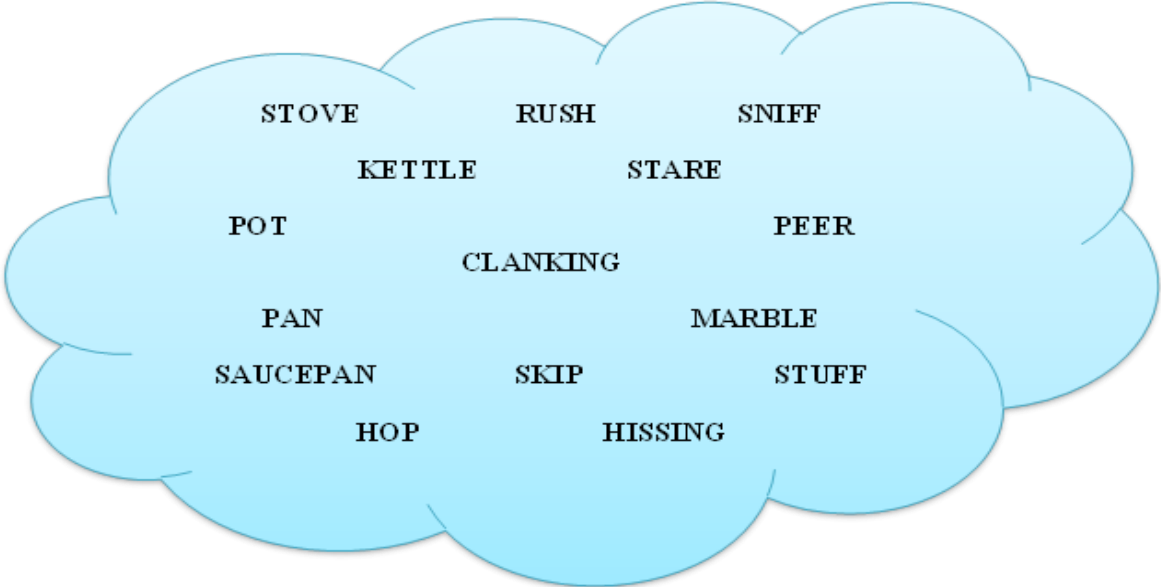 STOVE RUSH SNIFF
KETTLE STARE
POT PEER
CLANKING
PAN MARBLE
SAUCEPAN SKIP STUFF
HOP HISSING